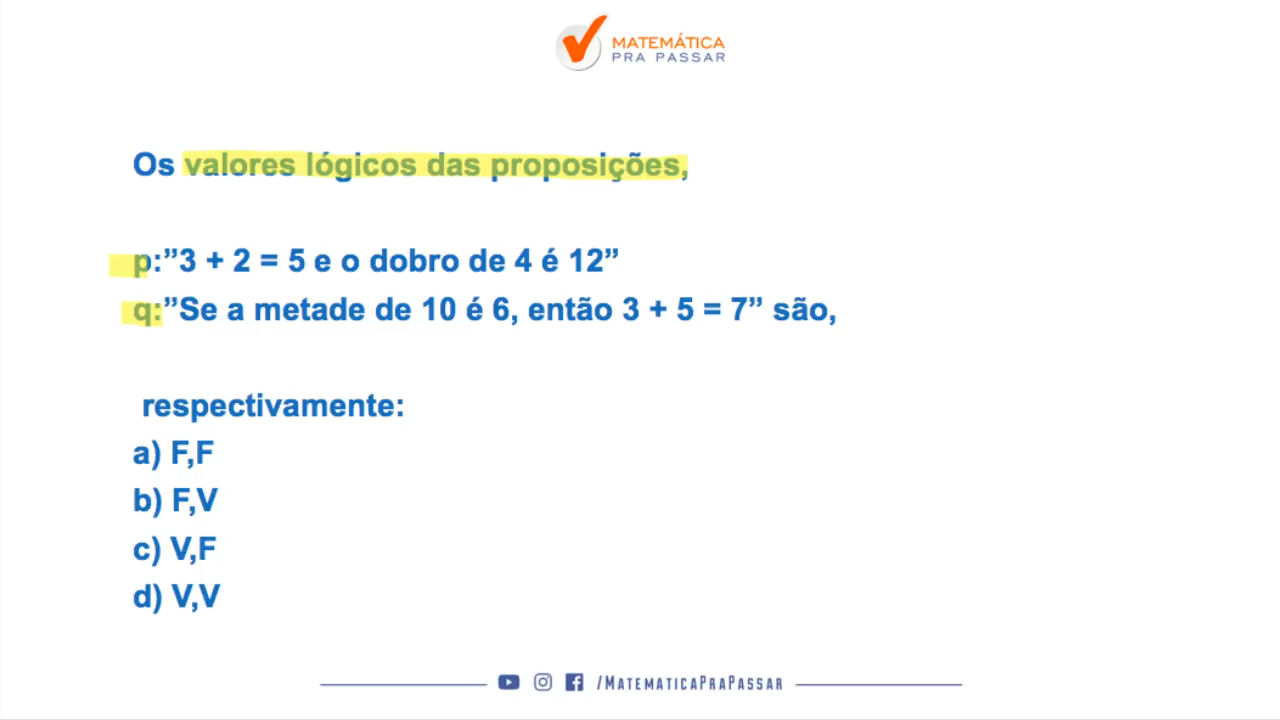 MATEMÁTICA
PRA PASSAR
Os valores lógicos das proposições,
p:”3 + 2 = 5 e o dobro de 4 é 12”
q:”Se a metade de 10 é 6, então 3 + 5 = 7” são,
respectivamente:
a) F,F
b) F,V
c) V,F
d) V,V
/MATEMATICAPRAPASSAR